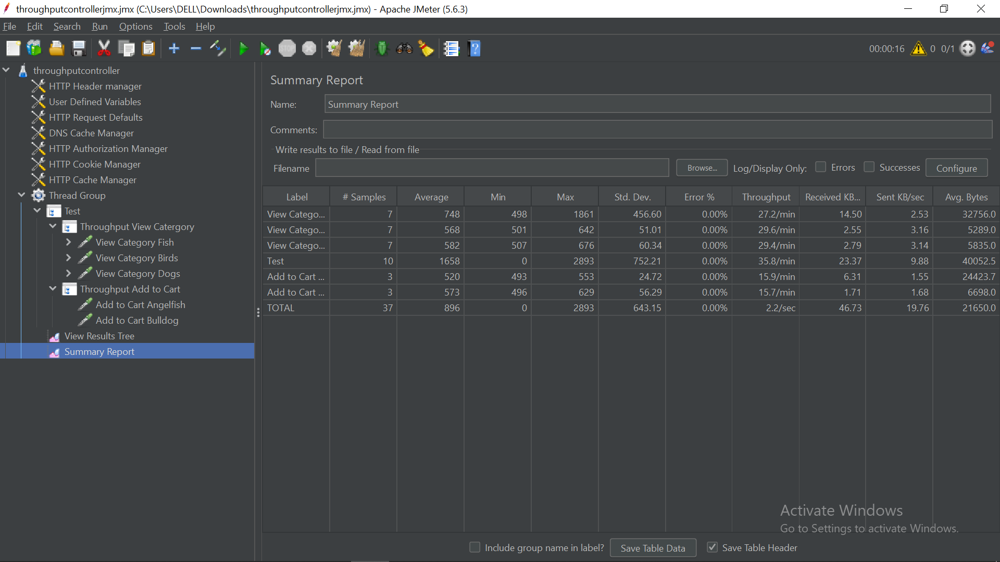 throughputcontrollerjmx.jmx (C:\Users\DELL\Downloads\throughputcontrollerjmx.jmx) - Apache JMeter (5.6.3)
File Edit Search Run Options Tools Help
STOP
00:00:16 0 0/1
throughputcontroller
HTTP Header manager
User Defined Variables
HTTP Request Defaults
DNS Cache Manager
HTTP Authorization Manager
HTTP Cookie Manager
HTTP Cache Manager
Thread Group
Test
Throughput View Catergory
View Category Fish
View Category Birds
View Category Dogs
Throughput Add to Cart
Add to Cart Angelfish
Add to Cart Bulldog
View Results Tree
Summary Report
Summary Report
Name: Summary Report
Comments:
Write results to file / Read from file
Filename Browse... Log/Display Only: Errors Successes Configure
Label # Samples Average Min Max Std. Dev. Error % Throughput Received KB... Sent KB/sec Avg. Bytes
View Catego... 7 748 498 1861 456.60 0.00% 27.2/min 14.50 2.53 32756.0
View Catego... 7 568 501 642 51.01 0.00% 29.6/min 2.55 3.16 5289.0
View Catego... 7 582 507 676 60.34 0.00% 29.4/min 2.79 3.14 5835.0
Test 10 1658 0 2893 752.21 0.00% 35.8/min 23.37 9.88 40052.5
Add to Cart ... 3 520 493 553 24.72 0.00% 15.9/min 6.31 1.55 24423.7
Add to Cart ... 3 573 496 629 56.29 0.00% 15.7/min 1.71 1.68 6698.0
TOTAL 37 896 0 2893 643.15 0.00% 2.2/sec 46.73 19.76 21650.0
Activate Windows
Go to Settings to activate Windows.
Include group name in label? Save Table Data Save Table Header